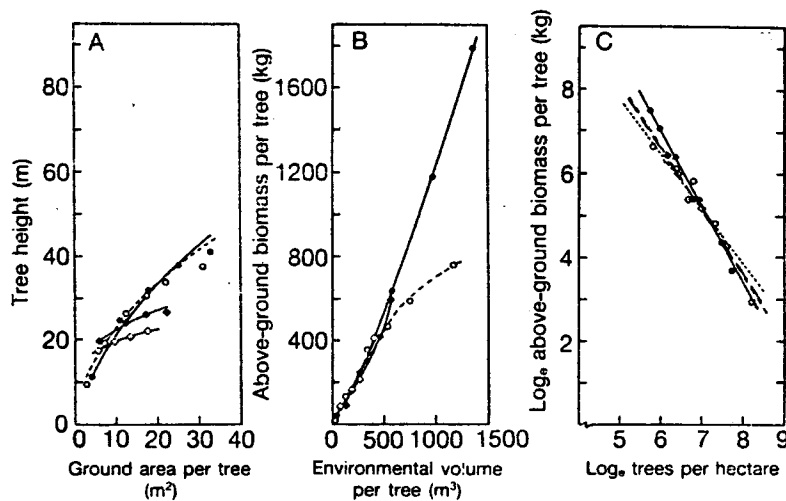 A
Tree height (m)
80
60
40
20
0
0 10 20 30 40
Ground area per tree
(m²)
B
Above-ground biomass per tree (kg)
1600
1200
800
400
0
0 500 1000 1500
Environmental volume
per tree (m³)
C
Logₑ above-ground biomass per tree (kg)
8
6
4
2
5 6 7 8 9
Logₑ trees per hectare